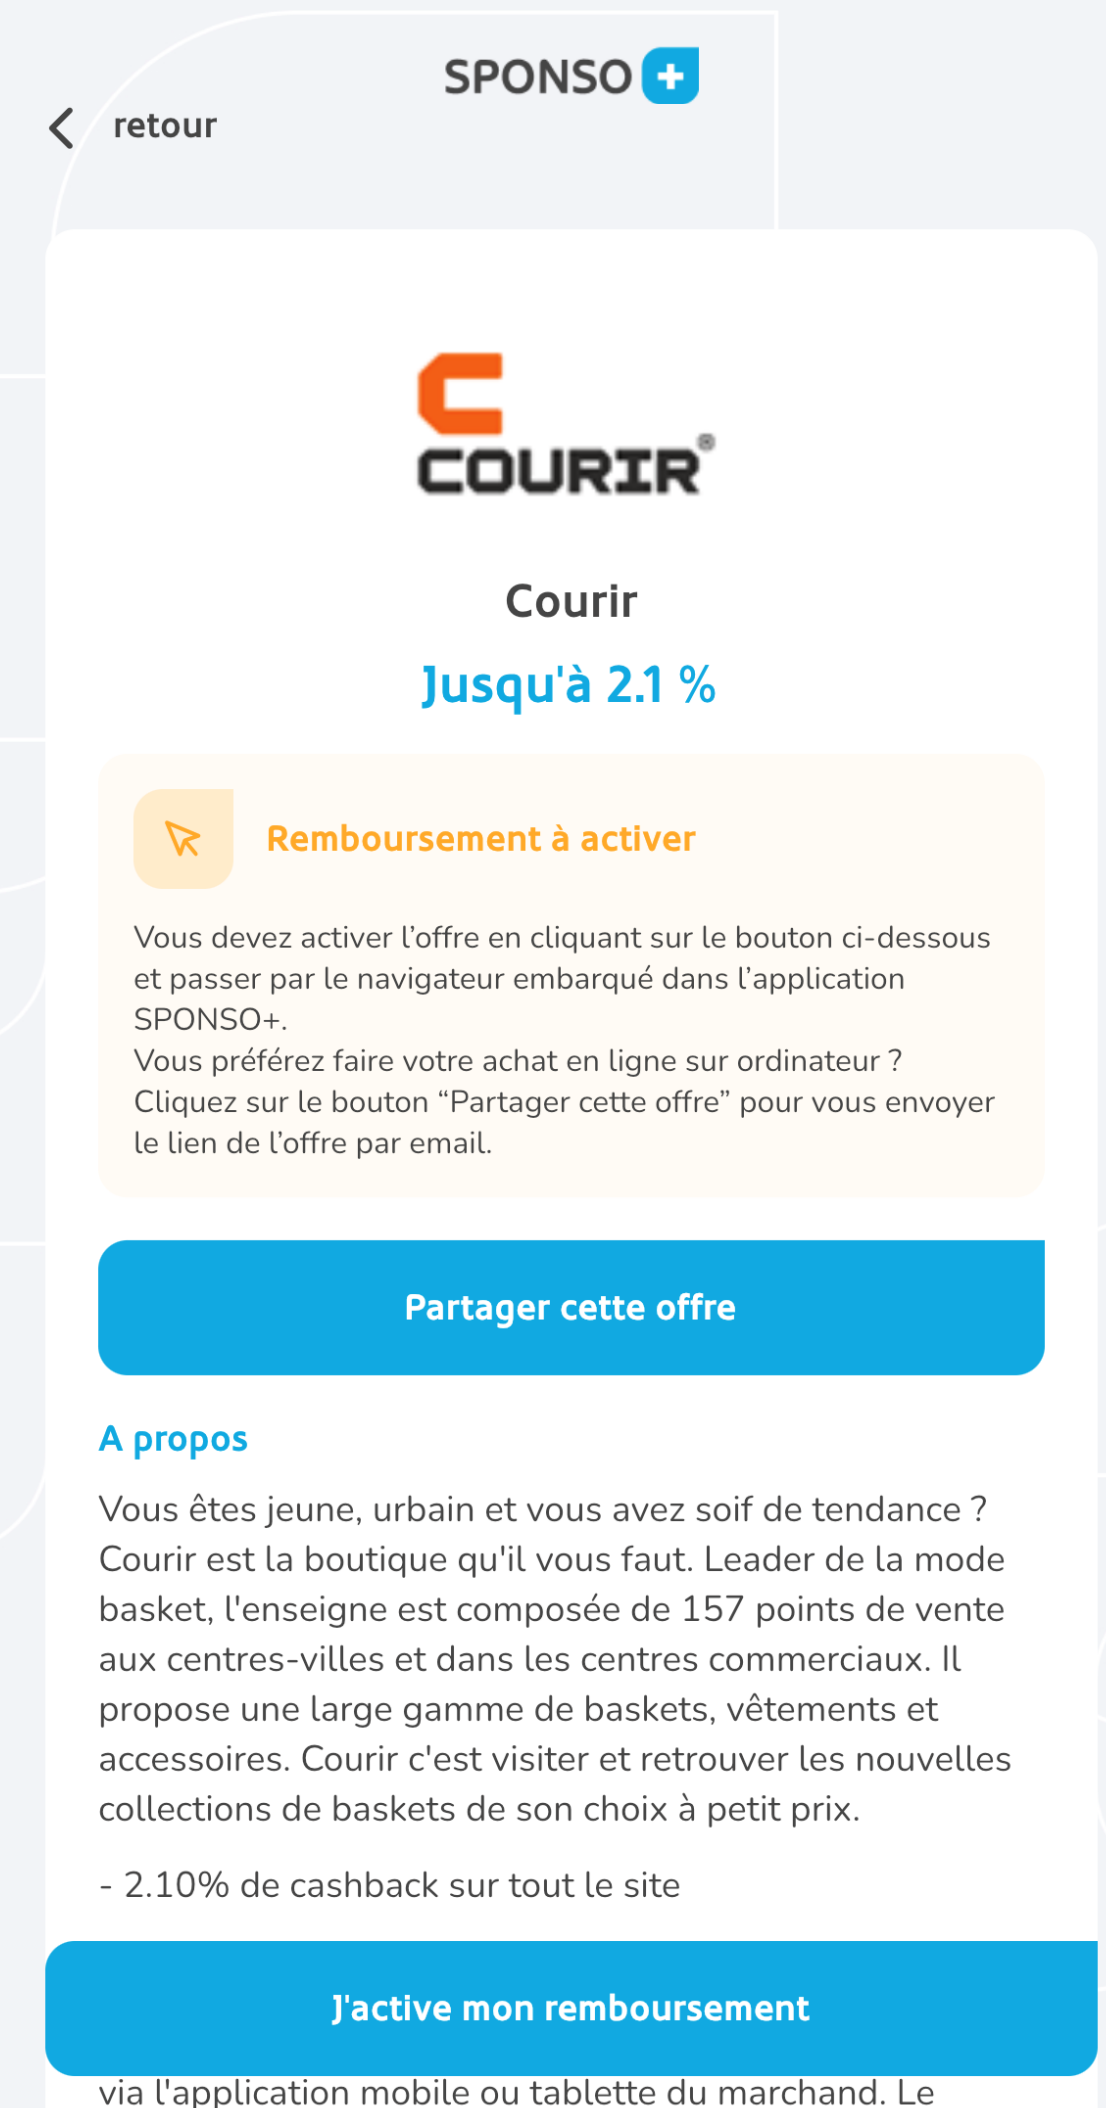 SPONSO+
retour
COURIR®
Courir
Jusqu'à 2.1 %
Remboursement à activer
Vous devez activer l’offre en cliquant sur le bouton ci-dessous
et passer par le navigateur embarqué dans l’application
SPONSO+.
Vous préférez faire votre achat en ligne sur ordinateur ?
Cliquez sur le bouton “Partager cette offre” pour vous envoyer
le lien de l’offre par email.
Partager cette offre
A propos
Vous êtes jeune, urbain et vous avez soif de tendance ?
Courir est la boutique qu'il vous faut. Leader de la mode
basket, l'enseigne est composée de 157 points de vente
aux centres-villes et dans les centres commerciaux. Il
propose une large gamme de baskets, vêtements et
accessoires. Courir c'est visiter et retrouver les nouvelles
collections de baskets de son choix à petit prix.
- 2.10% de cashback sur tout le site
J'active mon remboursement
via l'application mobile ou tablette du marchand. Le